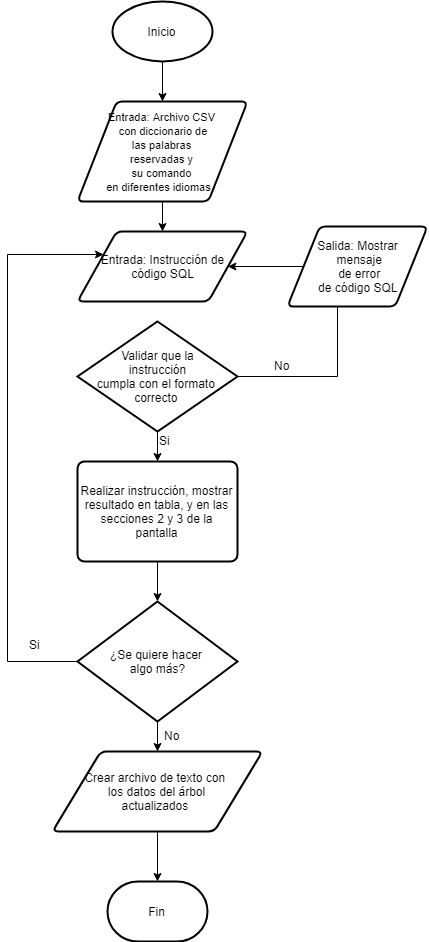 Inicio
Entrada: Archivo CSV
con diccionario de
las palabras
reservadas y
su comando
en diferentes idiomas
Entrada: Instrucción de
código SQL
Salida: Mostrar
mensaje
de error
de código SQL
Validar que la
instrucción
cumpla con el formato
correcto
No
Si
Realizar instrucción, mostrar
resultado en tabla, y en las
secciones 2 y 3 de la
pantalla
¿Se quiere hacer
algo más?
Si
No
Crear archivo de texto con
los datos del árbol
actualizados
Fin